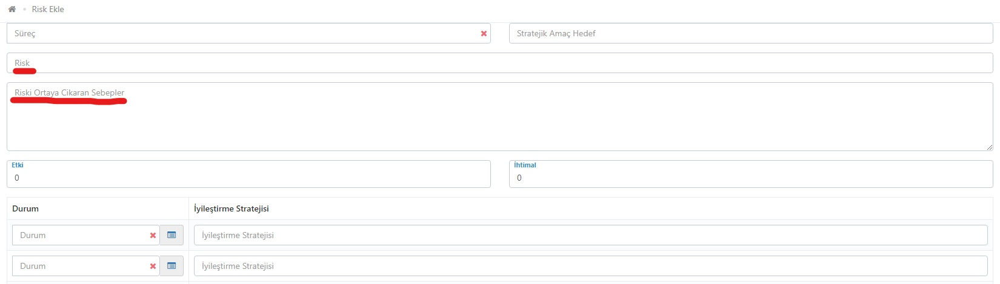 Risk Ekle
Süreç
Stratejik Amaç Hedef
Risk
Riski Ortaya Cikaran Sebepler
Etki
0
İhtimal
0
Durum
İyileştirme Stratejisi
Durum
İyileştirme Stratejisi
Durum
İyileştirme Stratejisi